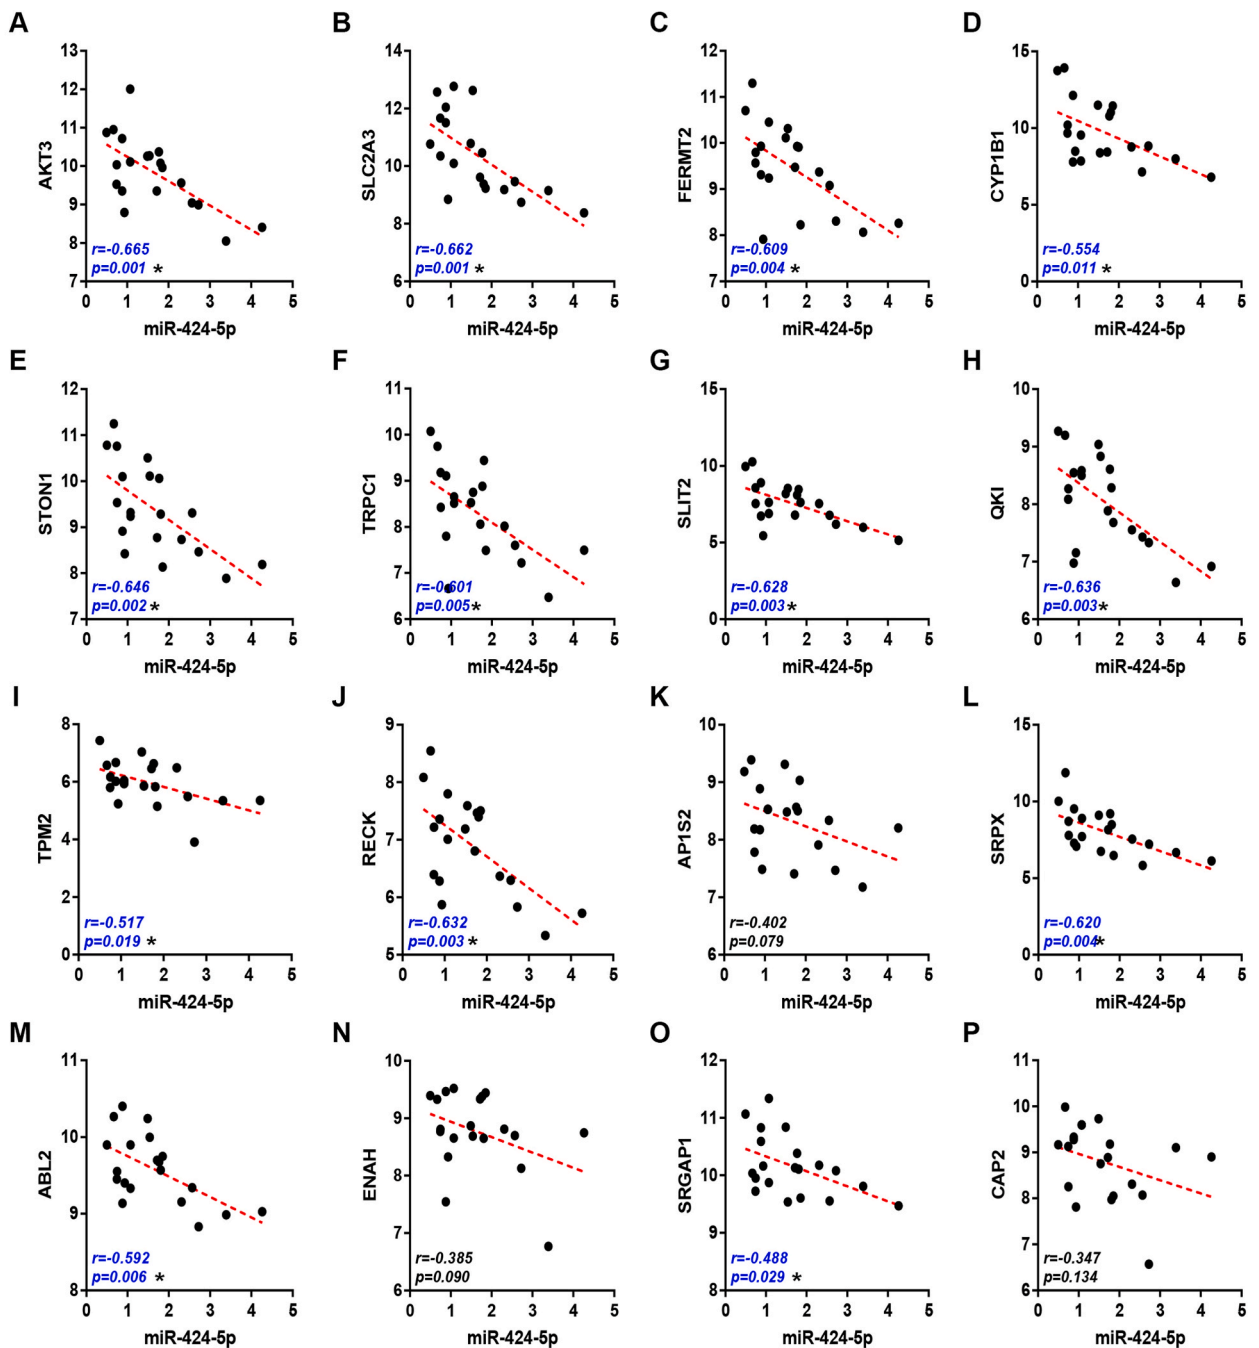 A
AKT3
13
12
11
10
9
8
7
r=-0.665
p=0.001 *
0 1 2 3 4 5
miR-424-5p
B
SLC2A3
14
12
10
8
6
r=-0.662
p=0.001 *
0 1 2 3 4 5
miR-424-5p
C
FERMT2
12
11
10
9
8
7
r=-0.609
p=0.004 *
0 1 2 3 4 5
miR-424-5p
D
CYP1B1
15
10
5
0
r=-0.554
p=0.011 *
0 1 2 3 4 5
miR-424-5p
E
STON1
12
11
10
9
8
7
r=-0.646
p=0.002 *
0 1 2 3 4 5
miR-424-5p
F
TRPC1
11
10
9
8
7
6
r=-0.601
p=0.005 *
0 1 2 3 4 5
miR-424-5p
G
SLIT2
15
10
5
0
r=-0.628
p=0.003 *
0 1 2 3 4 5
miR-424-5p
H
QKI
10
9
8
7
6
r=-0.636
p=0.003 *
0 1 2 3 4 5
miR-424-5p
I
TPM2
8
6
4
2
0
r=-0.517
p=0.019 *
0 1 2 3 4 5
miR-424-5p
J
RECK
9
8
7
6
5
r=-0.632
p=0.003 *
0 1 2 3 4 5
miR-424-5p
K
AP1S2
10
9
8
7
6
r=-0.402
p=0.079
0 1 2 3 4 5
miR-424-5p
L
SRPX
15
10
5
0
r=-0.620
p=0.004*
0 1 2 3 4 5
miR-424-5p
M
ABL2
11
10
9
8
r=-0.592
p=0.006 *
0 1 2 3 4 5
miR-424-5p
N
ENAH
10
9
8
7
6
r=-0.385
p=0.090
0 1 2 3 4 5
miR-424-5p
O
SRGAP1
12
11
10
9
8
r=-0.488
p=0.029 *
0 1 2 3 4 5
miR-424-5p
P
CAP2
11
10
9
8
7
6
r=-0.347
p=0.134
0 1 2 3 4 5
miR-424-5p